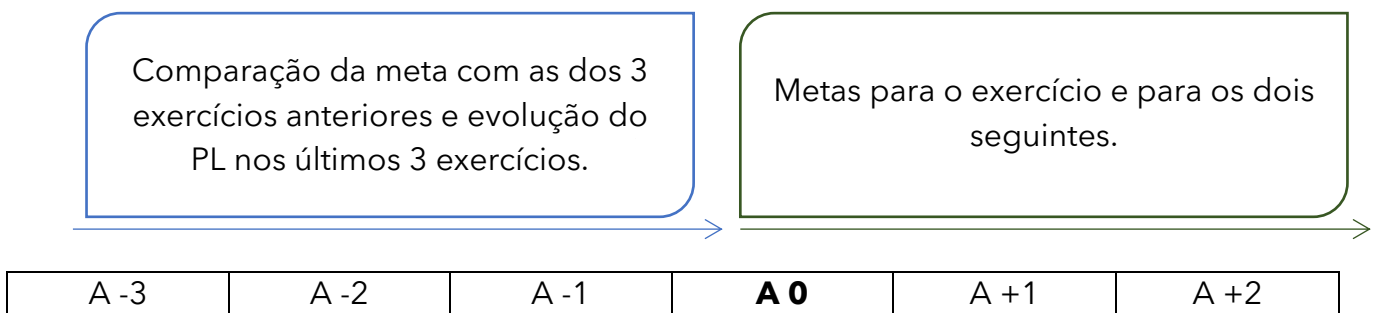 Comparação da meta com as dos 3
exercícios anteriores e evolução do
PL nos últimos 3 exercícios.
Metas para o exercício e para os dois
seguintes.
A -3 A -2 A -1 A 0 A +1 A +2